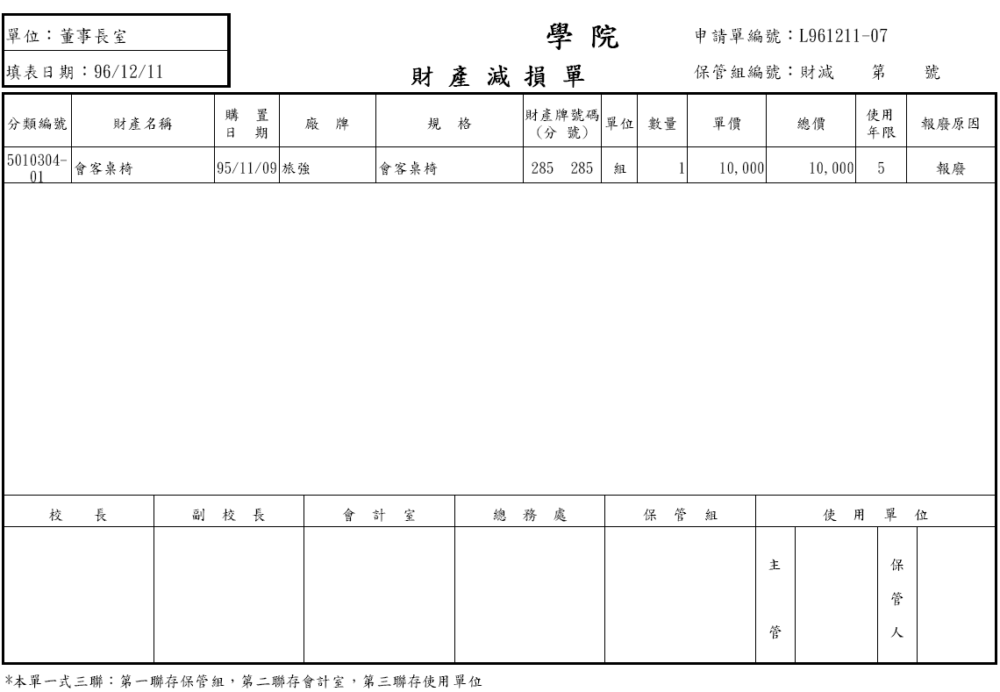 單位：董事長室
學 院
申請單編號：L961211-07
填表日期：96/12/11
財 產 減 損 單
保管組編號：財減 第 號
分類編號 財產名稱 購 置 日 期 廠 牌 規 格 財產牌號碼 (分 號) 單位 數量 單價 總價 使用 年限 報廢原因
5010304-01 會客桌椅 95/11/09 旅強 會客桌椅 285 285 組 1 10,000 10,000 5 報廢
校 長 副 校 長 會 計 室 總 務 處 保 管 組 使 用 單 位
主 管 保 管 人
*本單一式三聯：第一聯存保管組，第二聯存會計室，第三聯存使用單位